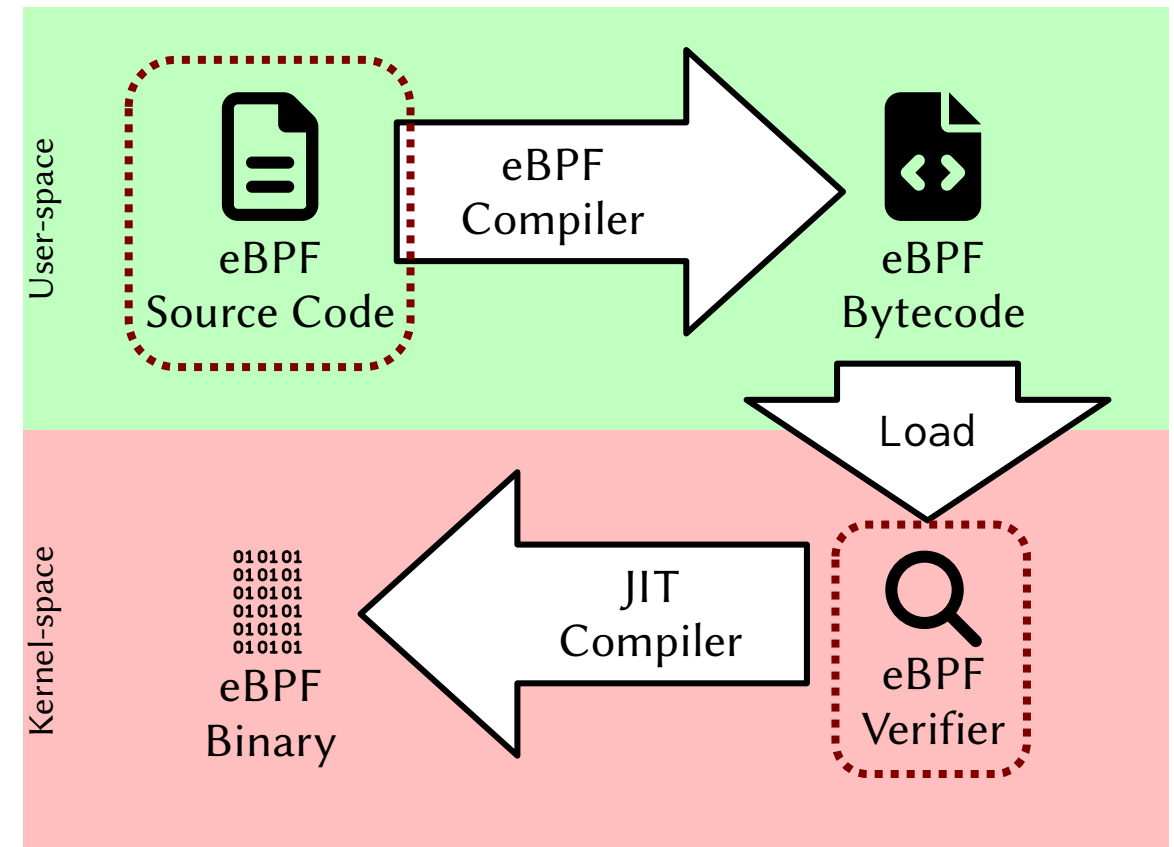 User-space
eBPF
Source Code
eBPF
Compiler
eBPF
Bytecode
Load
Kernel-space
010101
010101
010101
010101
010101
010101
eBPF
Binary
JIT
Compiler
eBPF
Verifier